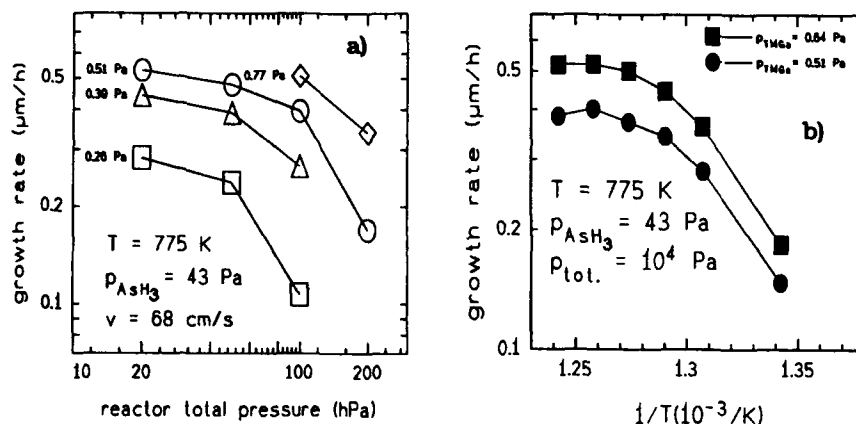 a)
0.51 Pa
0.77 Pa
0.39 Pa
0.26 Pa
T = 775 K
pAsH3 = 43 Pa
v = 68 cm/s
0.5
0.2
0.1
growth rate (μm/h)
10
20
100
200
reactor total pressure (hPa)
b)
pTMGa = 0.64 Pa
pTMGa = 0.51 Pa
T = 775 K
pAsH3 = 43 Pa
ptot. = 10⁴ Pa
0.5
0.2
0.1
growth rate (μm/h)
1.25
1.3
1.35
1/T(10⁻³/K)